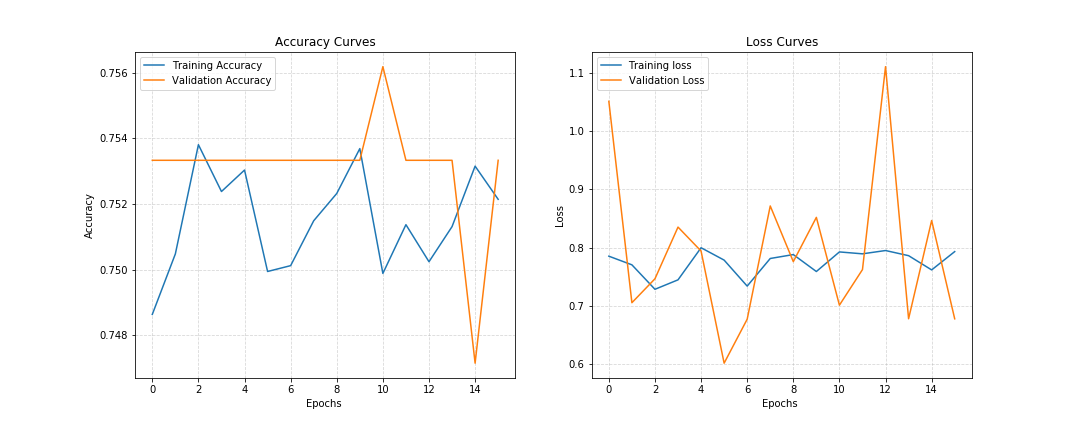 Accuracy Curves
Training Accuracy
Validation Accuracy
0.756
0.754
0.752
0.750
0.748
Accuracy
0 2 4 6 8 10 12 14
Epochs
Loss Curves
Training loss
Validation Loss
1.1
1.0
0.9
0.8
0.7
0.6
Loss
0 2 4 6 8 10 12 14
Epochs